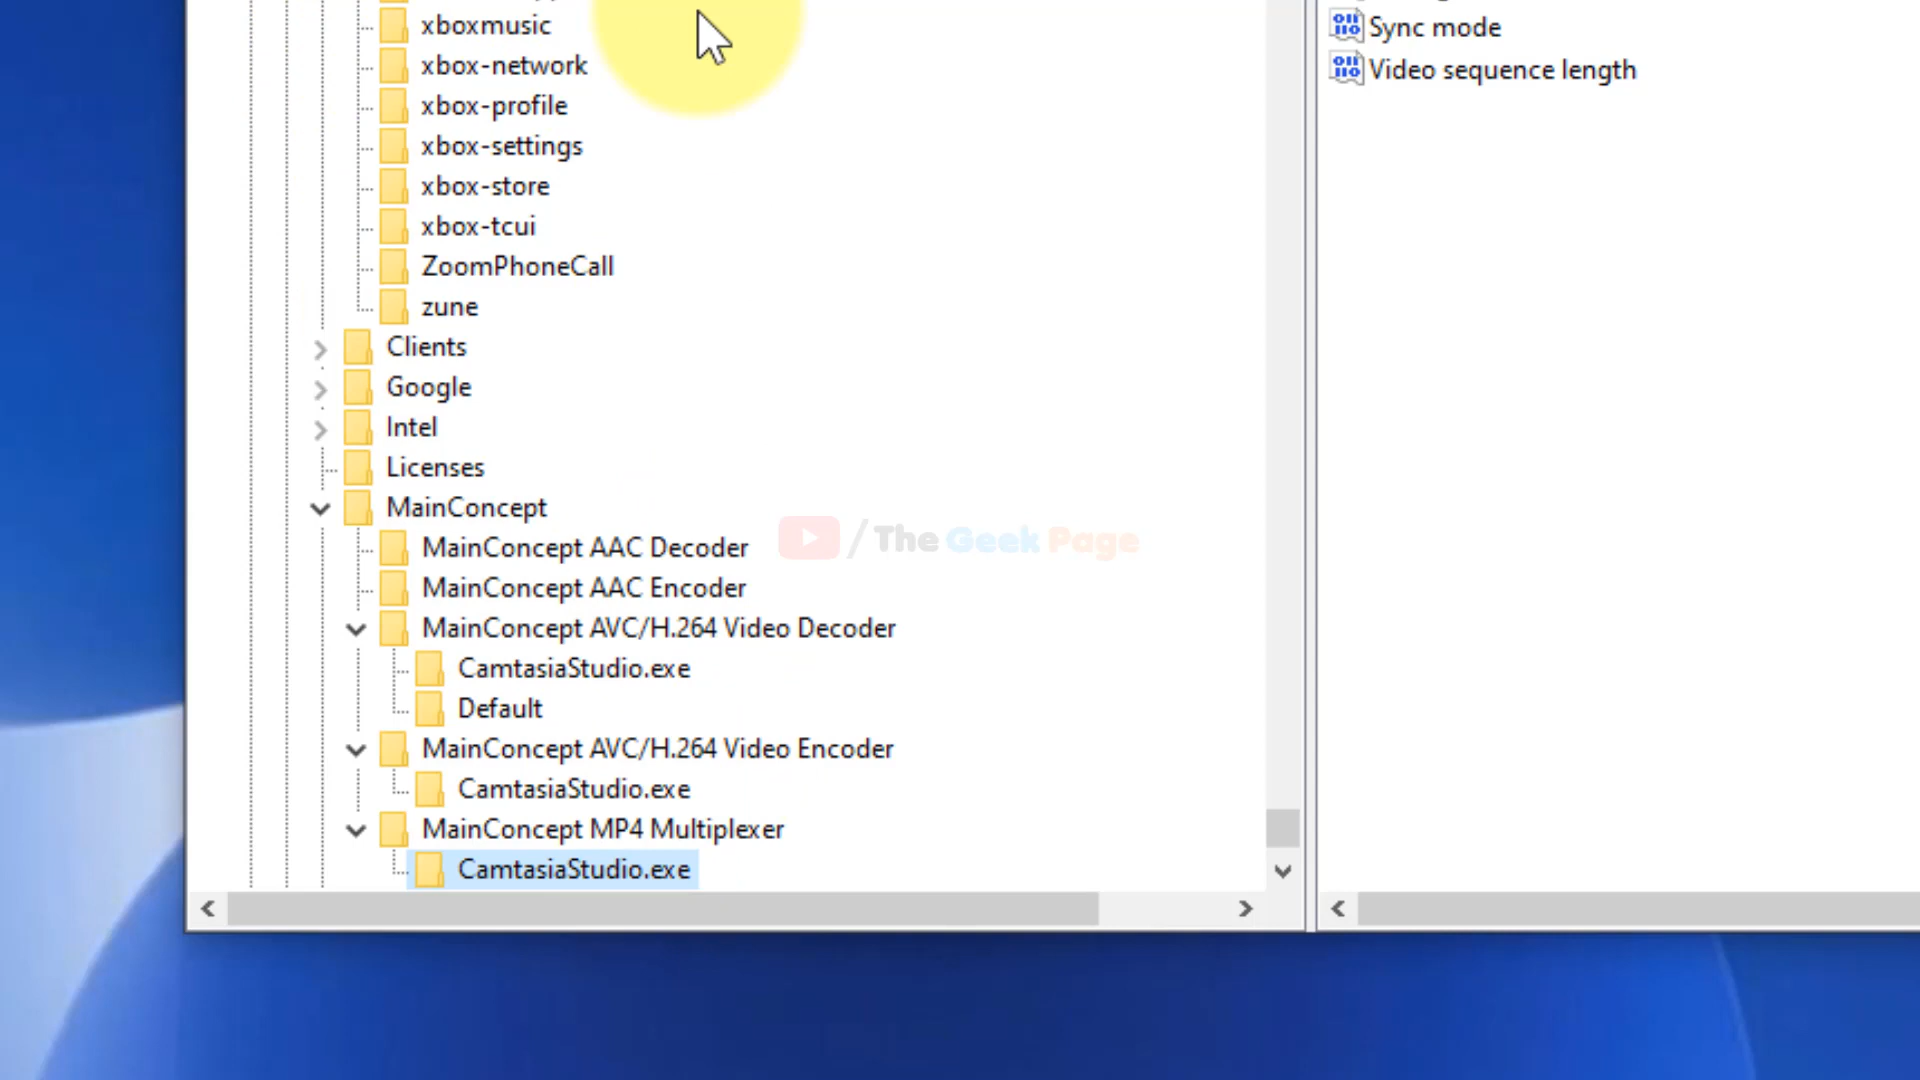 xboxmusic
xbox-network
xbox-profile
xbox-settings
xbox-store
xbox-tcui
ZoomPhoneCall
zune
Clients
Google
Intel
Licenses
MainConcept
MainConcept AAC Decoder
MainConcept AAC Encoder
MainConcept AVC/H.264 Video Decoder
CamtasiaStudio.exe
Default
MainConcept AVC/H.264 Video Encoder
CamtasiaStudio.exe
MainConcept MP4 Multiplexer
CamtasiaStudio.exe
Sync mode
Video sequence length
/The Geek Page